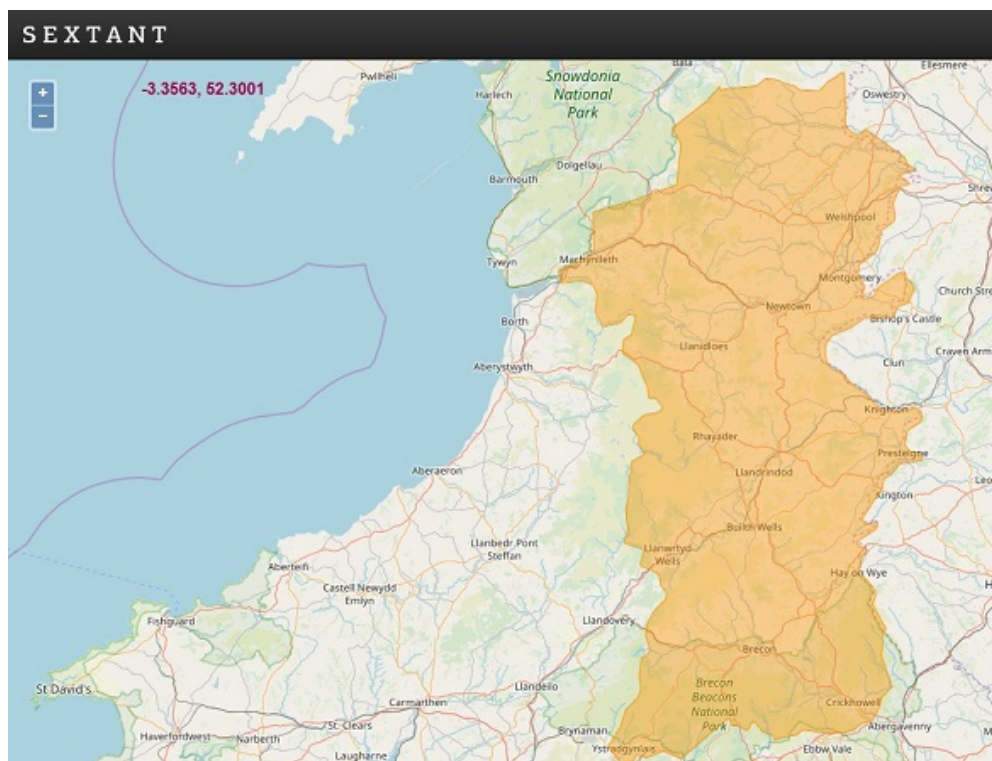 SEXTANT
+
−
-3.3563, 52.3001
Pwllheli
Bala
Ellesmere
Snowdonia
National
Park
Harlech
Oswestry
Dolgellau
Barmouth
Welshpool
Tywyn
Machynlleth
Montgomery
Church Stre
Newtown
Borth
Bishop's Castle
Llanidloes
Craven Arm
Clun
Aberystwyth
Knighton
Rhayader
Presteigne
Aberaeron
Llandrindod
Leo
Kington
Builth Wells
Llanbedr Pont
Steffan
Llanwrtyd
Wells
Aberteifi
Hay on Wye
Castell Newydd
Emlyn
Fishguard
Llandovery
Brecon
St David's
Llandeilo
Brecon
Beacons
National
Park
Carmarthen
Crickhowell
St. Clears
Abergavenny
Haverfordwest
Narberth
Brynaman
Ystradgynlais
Ebbw Vale
Laugharne